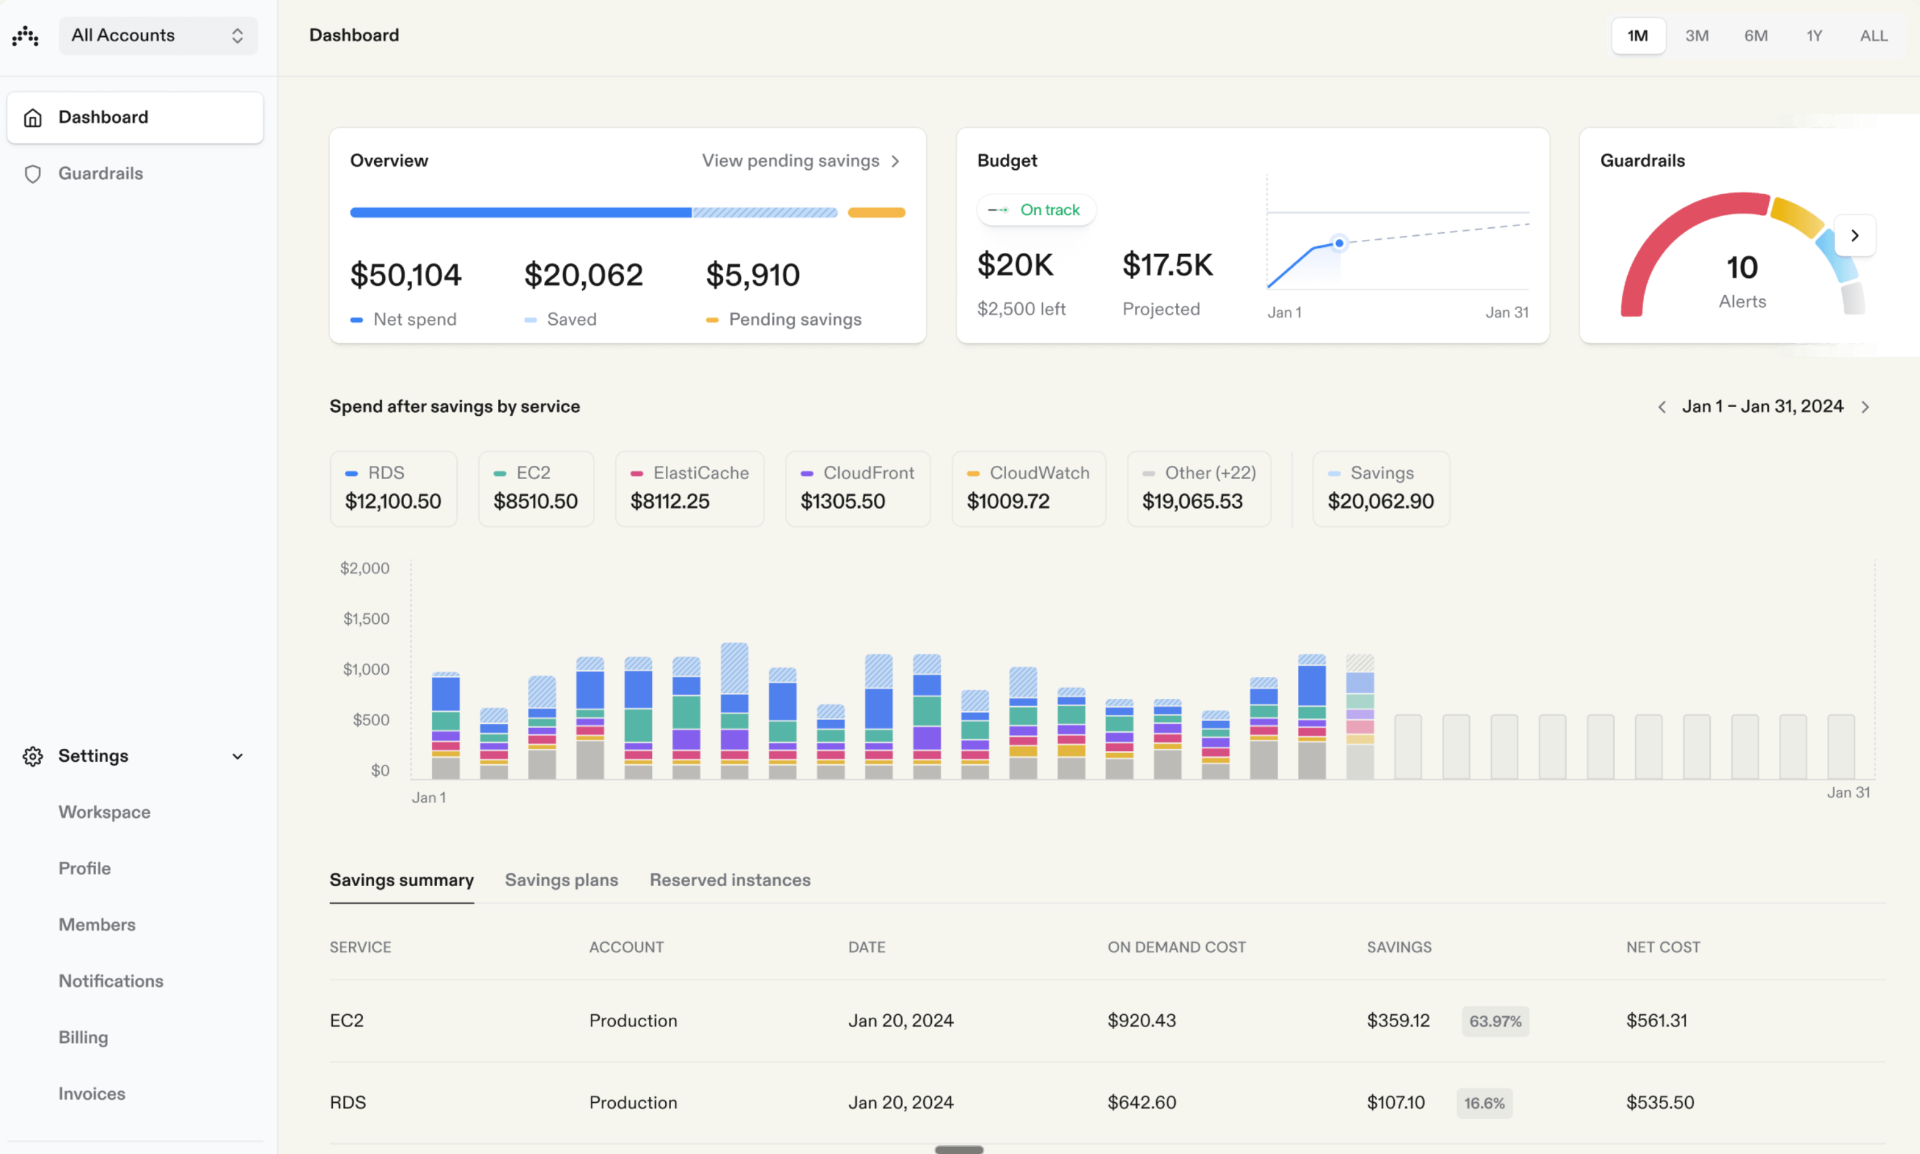 All Accounts
Dashboard
Guardrails
Settings
Workspace
Profile
Members
Notifications
Billing
Invoices
Dashboard
1M 3M 6M 1Y ALL
Overview View pending savings
$50,104 $20,062 $5,910
Net spend Saved Pending savings
Budget
On track
$20K $17.5K
$2,500 left Projected
Jan 1 Jan 31
Guardrails
10
Alerts
Spend after savings by service
Jan 1 – Jan 31, 2024
RDS EC2 ElastiCache CloudFront CloudWatch Other (+22) Savings
$12,100.50 $8510.50 $8112.25 $1305.50 $1009.72 $19,065.53 $20,062.90
$2,000
$1,500
$1,000
$500
$0
Jan 1 Jan 31
Savings summary Savings plans Reserved instances
SERVICE ACCOUNT DATE ON DEMAND COST SAVINGS NET COST
EC2 Production Jan 20, 2024 $920.43 $359.12 63.97% $561.31
RDS Production Jan 20, 2024 $642.60 $107.10 16.6% $535.50